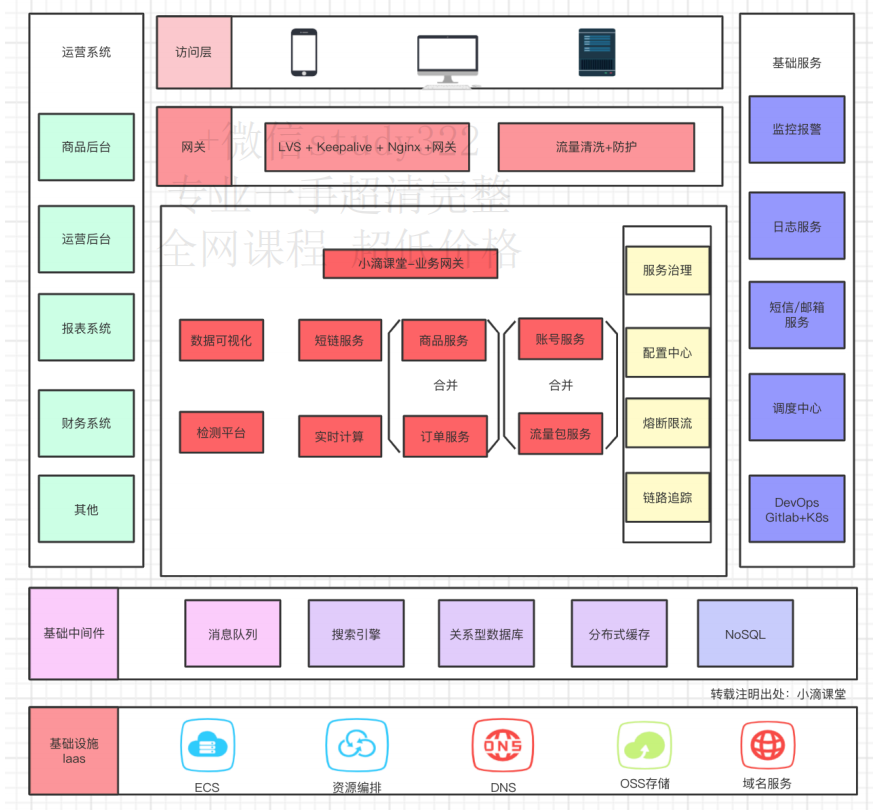 运营系统
商品后台
运营后台
报表系统
财务系统
其他
访问层
网关
LVS + Keepalive + Nginx +网关
流量清洗+防护
+微信study322
专业一手超清完整
全网课程 超低价格
小滴课堂-业务网关
数据可视化
短链服务
商品服务
账号服务
合并
合并
检测平台
实时计算
订单服务
流量包服务
服务治理
配置中心
熔断限流
链路追踪
基础服务
监控报警
日志服务
短信/邮箱
服务
调度中心
DevOps
Gitlab+K8s
基础中间件
消息队列
搜索引擎
关系型数据库
分布式缓存
NoSQL
转载注明出处：小滴课堂
基础设施
Iaas
ECS
资源编排
DNS
DNS
OSS存储
域名服务